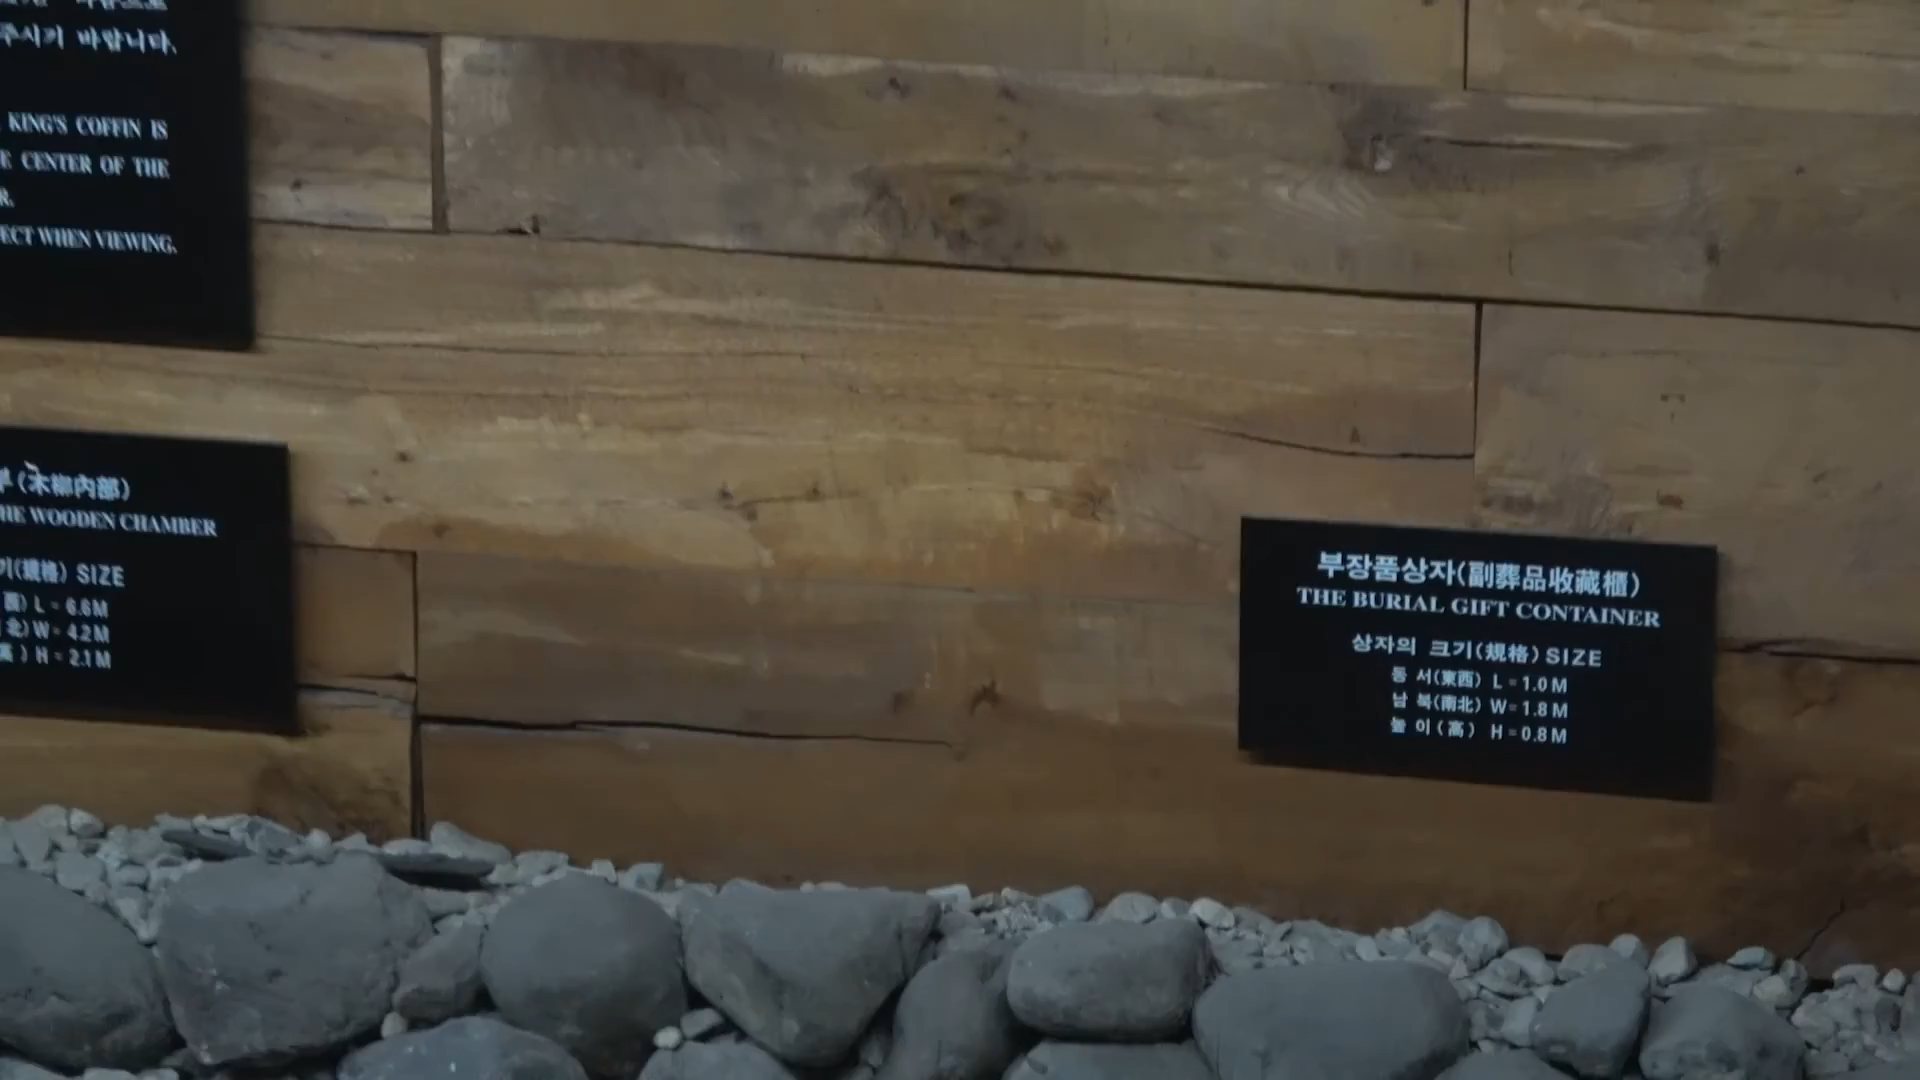 주시기 바랍니다.
KING'S COFFIN IS
CENTER OF THE
WHEN VIEWING.
(木槨內部)
WOODEN CHAMBER
(規格) SIZE
L = 6.6M
北) W = 4.2M
H = 2.1M
부장품상자(副葬品收藏櫃)
THE BURIAL GIFT CONTAINER
상자의 크기(規格) SIZE
동 서(東西) L = 1.0 M
남 북(南北) W = 1.8 M
높 이(高) H = 0.8 M